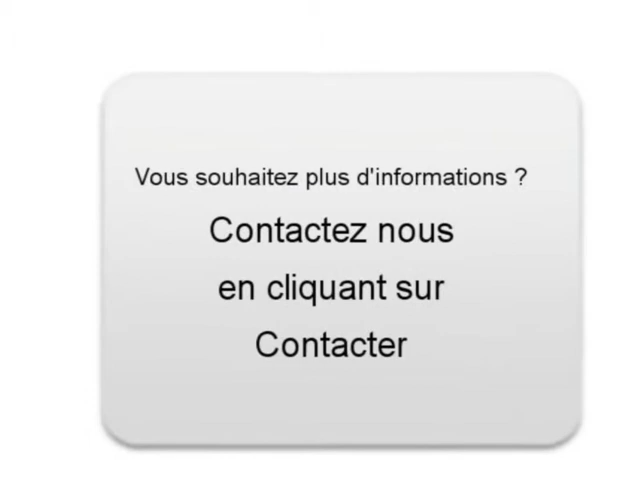 Vous souhaitez plus d'informations ?
Contactez nous
en cliquant sur
Contacter